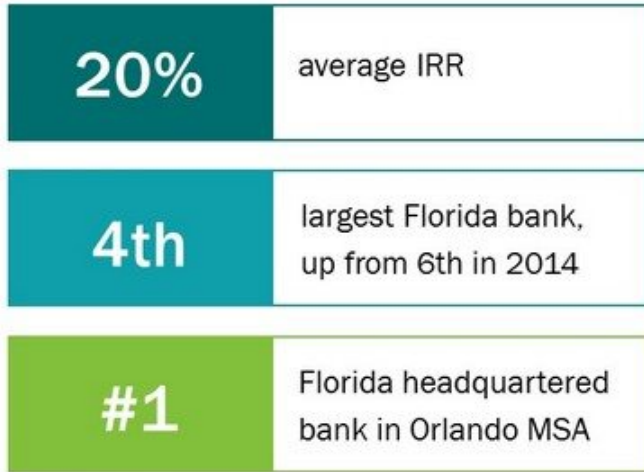 20%
average IRR
4th
largest Florida bank,
up from 6th in 2014
#1
Florida headquartered
bank in Orlando MSA